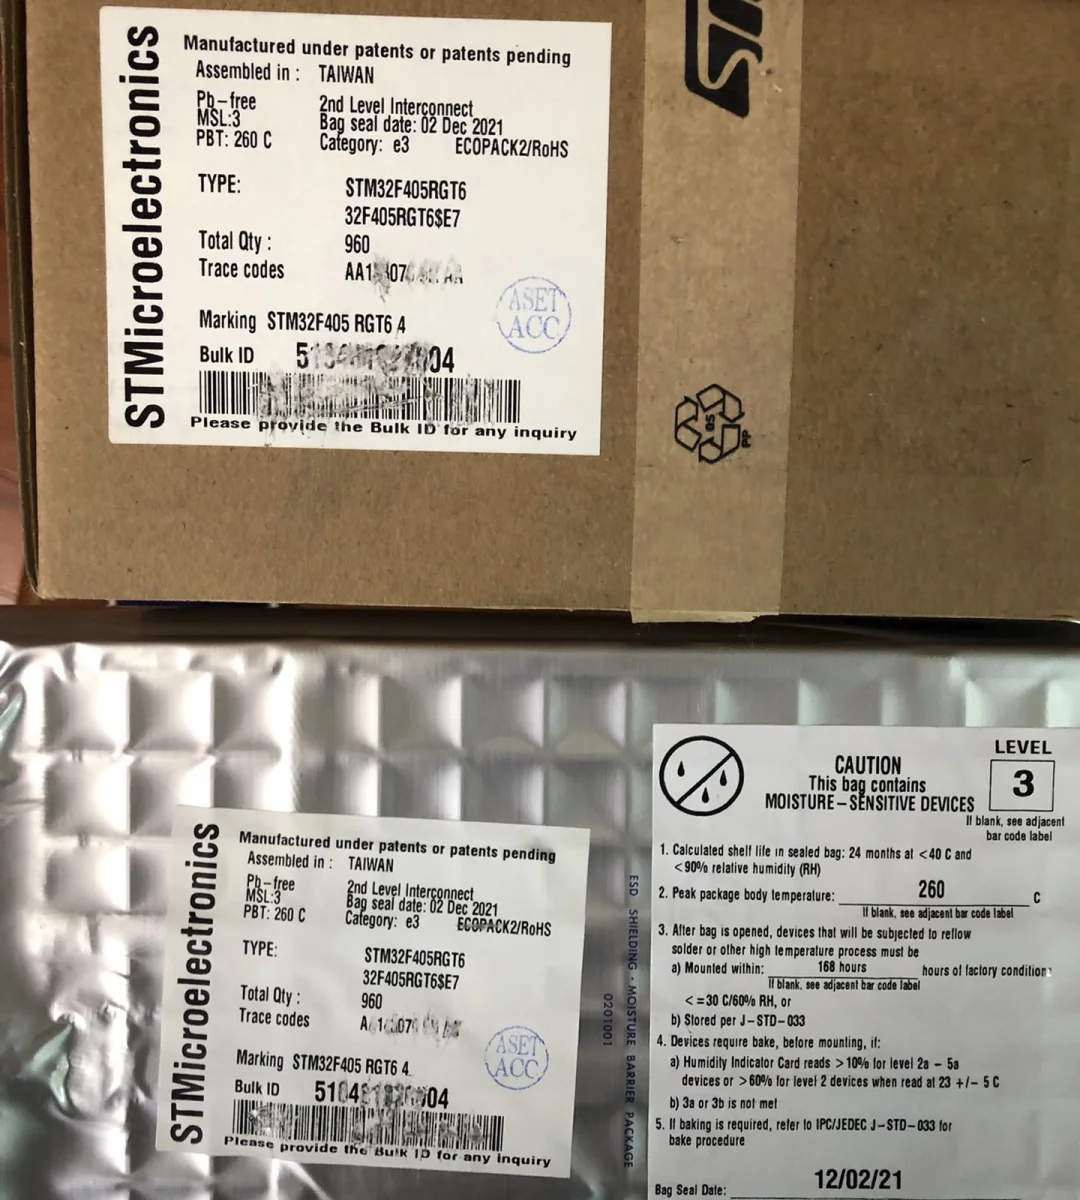 STMicroelectronics
Manufactured under patents or patents pending
Assembled in : TAIWAN
Pb-free 2nd Level Interconnect
MSL:3 Bag seal date: 02 Dec 2021
PBT: 260 C Category: e3 ECOPACK2/RoHS
TYPE: STM32F405RGT6
32F405RGT6$E7
Total Qty : 960
Trace codes
ASET
ACC
Marking STM32F405 RGT6 4
Bulk ID
Please provide the Bulk ID for any inquiry
ST
05
PP
STMicroelectronics
Manufactured under patents or patents pending
Assembled in : TAIWAN
Pb-free 2nd Level Interconnect
MSL:3 Bag seal date: 02 Dec 2021
PBT: 260 C Category: e3 ECOPACK2/RoHS
TYPE: STM32F405RGT6
32F405RGT6$E7
Total Qty : 960
Trace codes
ASET
ACC
Marking STM32F405 RGT6 4
Bulk ID
Please provide the Bulk ID for any inquiry
ESD SHIELDING • MOISTURE BARRIER PACKAGE
0201001
LEVEL
3
If blank, see adjacent
bar code label
CAUTION
This bag contains
MOISTURE-SENSITIVE DEVICES
1. Calculated shelf life in sealed bag: 24 months at <40 C and
<90% relative humidity (RH)
2. Peak package body temperature: 260 C
If blank, see adjacent bar code label
3. After bag is opened, devices that will be subjected to reflow
solder or other high temperature process must be
a) Mounted within: 168 hours hours of factory conditions
If blank, see adjacent bar code label
<=30 C/60% RH, or
b) Stored per J-STD-033
4. Devices require bake, before mounting, if:
a) Humidity Indicator Card reads >10% for level 2a - 5a
devices or >60% for level 2 devices when read at 23 +/- 5 C
b) 3a or 3b is not met
5. If baking is required, refer to IPC/JEDEC J-STD-033 for
bake procedure
Bag Seal Date: 12/02/21